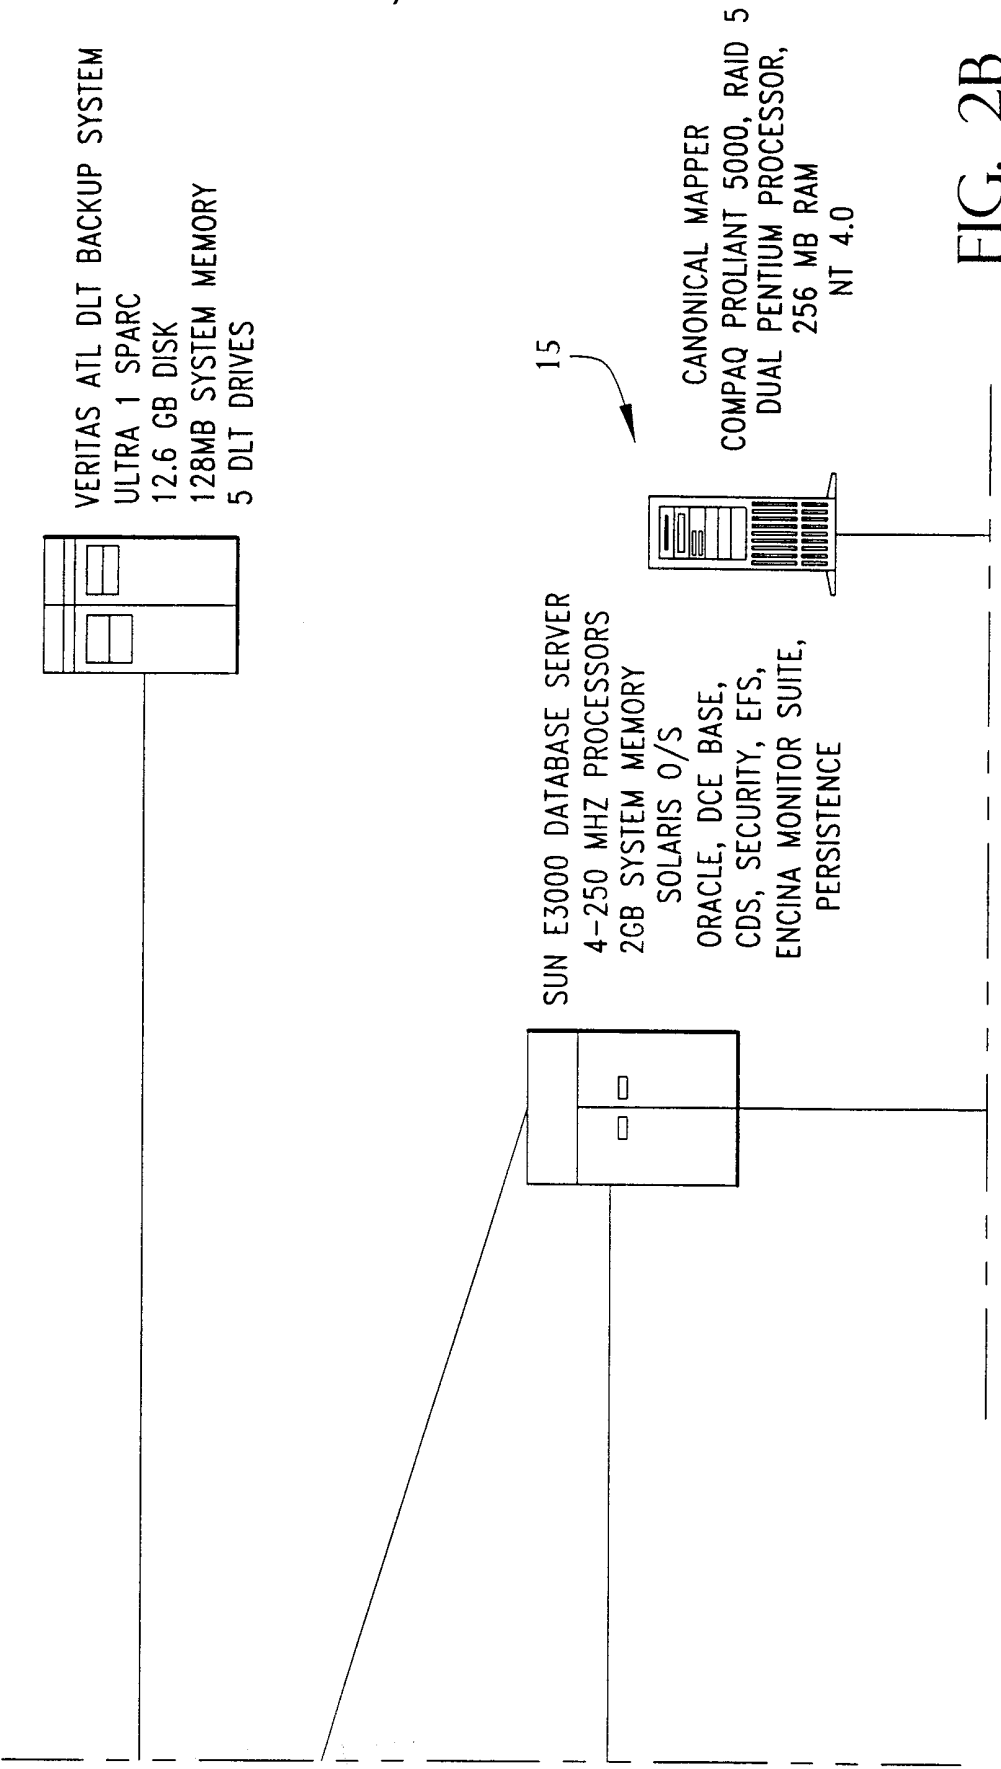 VERITAS ATL DLT BACKUP SYSTEM
ULTRA 1 SPARC
12.6 GB DISK
128MB SYSTEM MEMORY
5 DLT DRIVES
SUN E3000 DATABASE SERVER
4-250 MHZ PROCESSORS
2GB SYSTEM MEMORY
SOLARIS O/S
ORACLE, DCE BASE,
CDS, SECURITY, EFS,
ENCINA MONITOR SUITE,
PERSISTENCE
15
CANONICAL MAPPER
COMPAQ PROLIANT 5000, RAID 5
DUAL PENTIUM PROCESSOR,
256 MB RAM
NT 4.0
FIG. 2B